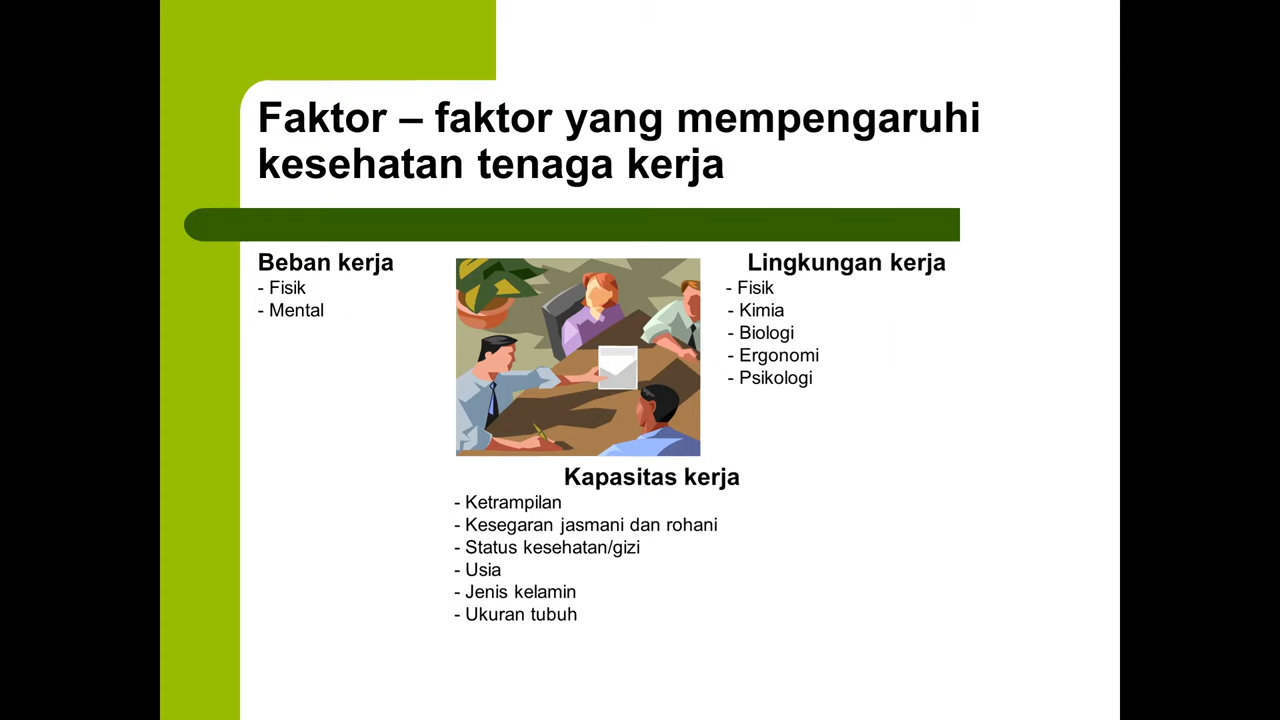 Faktor – faktor yang mempengaruhi
kesehatan tenaga kerja
Beban kerja
- Fisik
- Mental
Lingkungan kerja
- Fisik
- Kimia
- Biologi
- Ergonomi
- Psikologi
Kapasitas kerja
- Ketrampilan
- Kesegaran jasmani dan rohani
- Status kesehatan/gizi
- Usia
- Jenis kelamin
- Ukuran tubuh